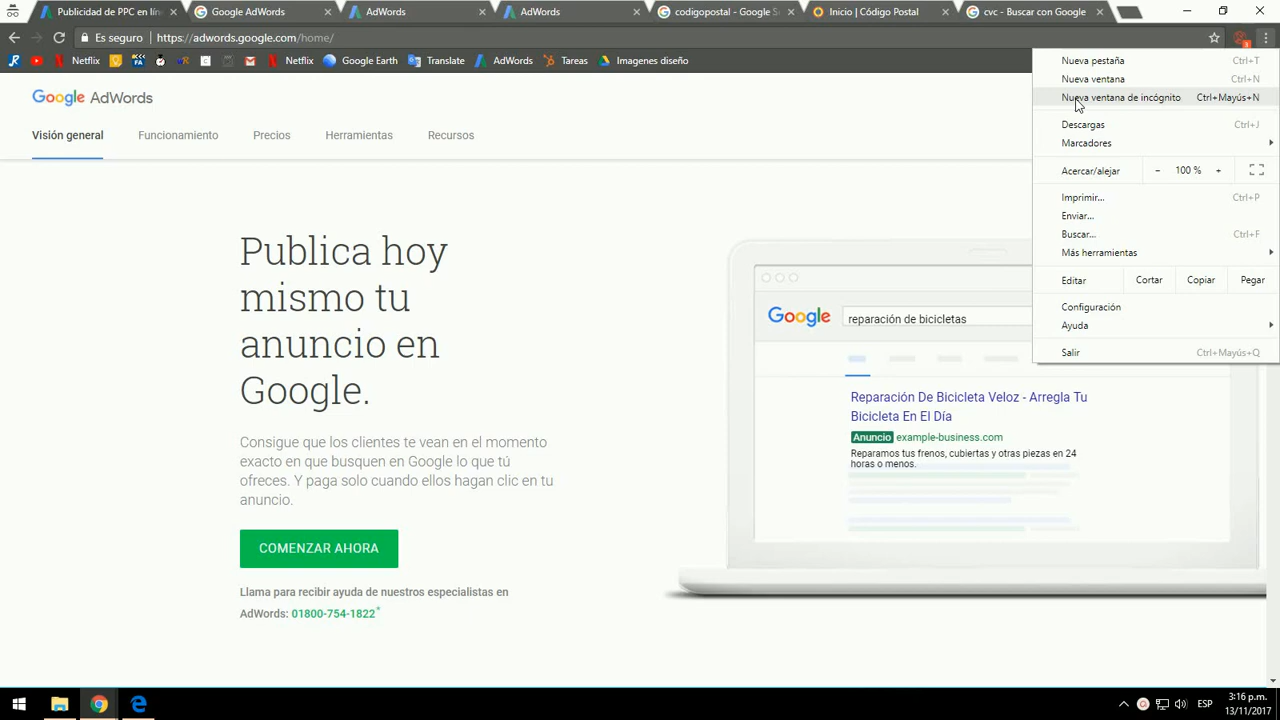 Publicidad de PPC en líne
Google AdWords
AdWords
AdWords
codigopostal - Google Se
Inicio | Código Postal
cvc - Buscar con Google
Es seguro
https://adwords.google.com/home/
3
Netflix
Netflix
Google Earth
Translate
AdWords
Tareas
Imagenes diseño
Google AdWords
Visión general
Funcionamiento
Precios
Herramientas
Recursos
Publica hoy
mismo tu
anuncio en
Google.
Consigue que los clientes te vean en el momento
exacto en que busquen en Google lo que tú
ofreces. Y paga solo cuando ellos hagan clic en tu
anuncio.
COMENZAR AHORA
Llama para recibir ayuda de nuestros especialistas en
AdWords: 01800-754-1822*
Google
reparación de bicicletas
Reparación De Bicicleta Veloz - Arregla Tu
Bicicleta En El Día
Anuncio example-business.com
Reparamos tus frenos, cubiertas y otras piezas en 24
horas o menos.
Nueva pestaña Ctrl+T
Nueva ventana Ctrl+N
Nueva ventana de incógnito Ctrl+Mayús+N
Descargas Ctrl+J
Marcadores
Acercar/alejar - 100 % +
Imprimir... Ctrl+P
Enviar...
Buscar... Ctrl+F
Más herramientas
Editar Cortar Copiar Pegar
Configuración
Ayuda
Salir Ctrl+Mayús+Q
ESP
3:16 p.m.
13/11/2017